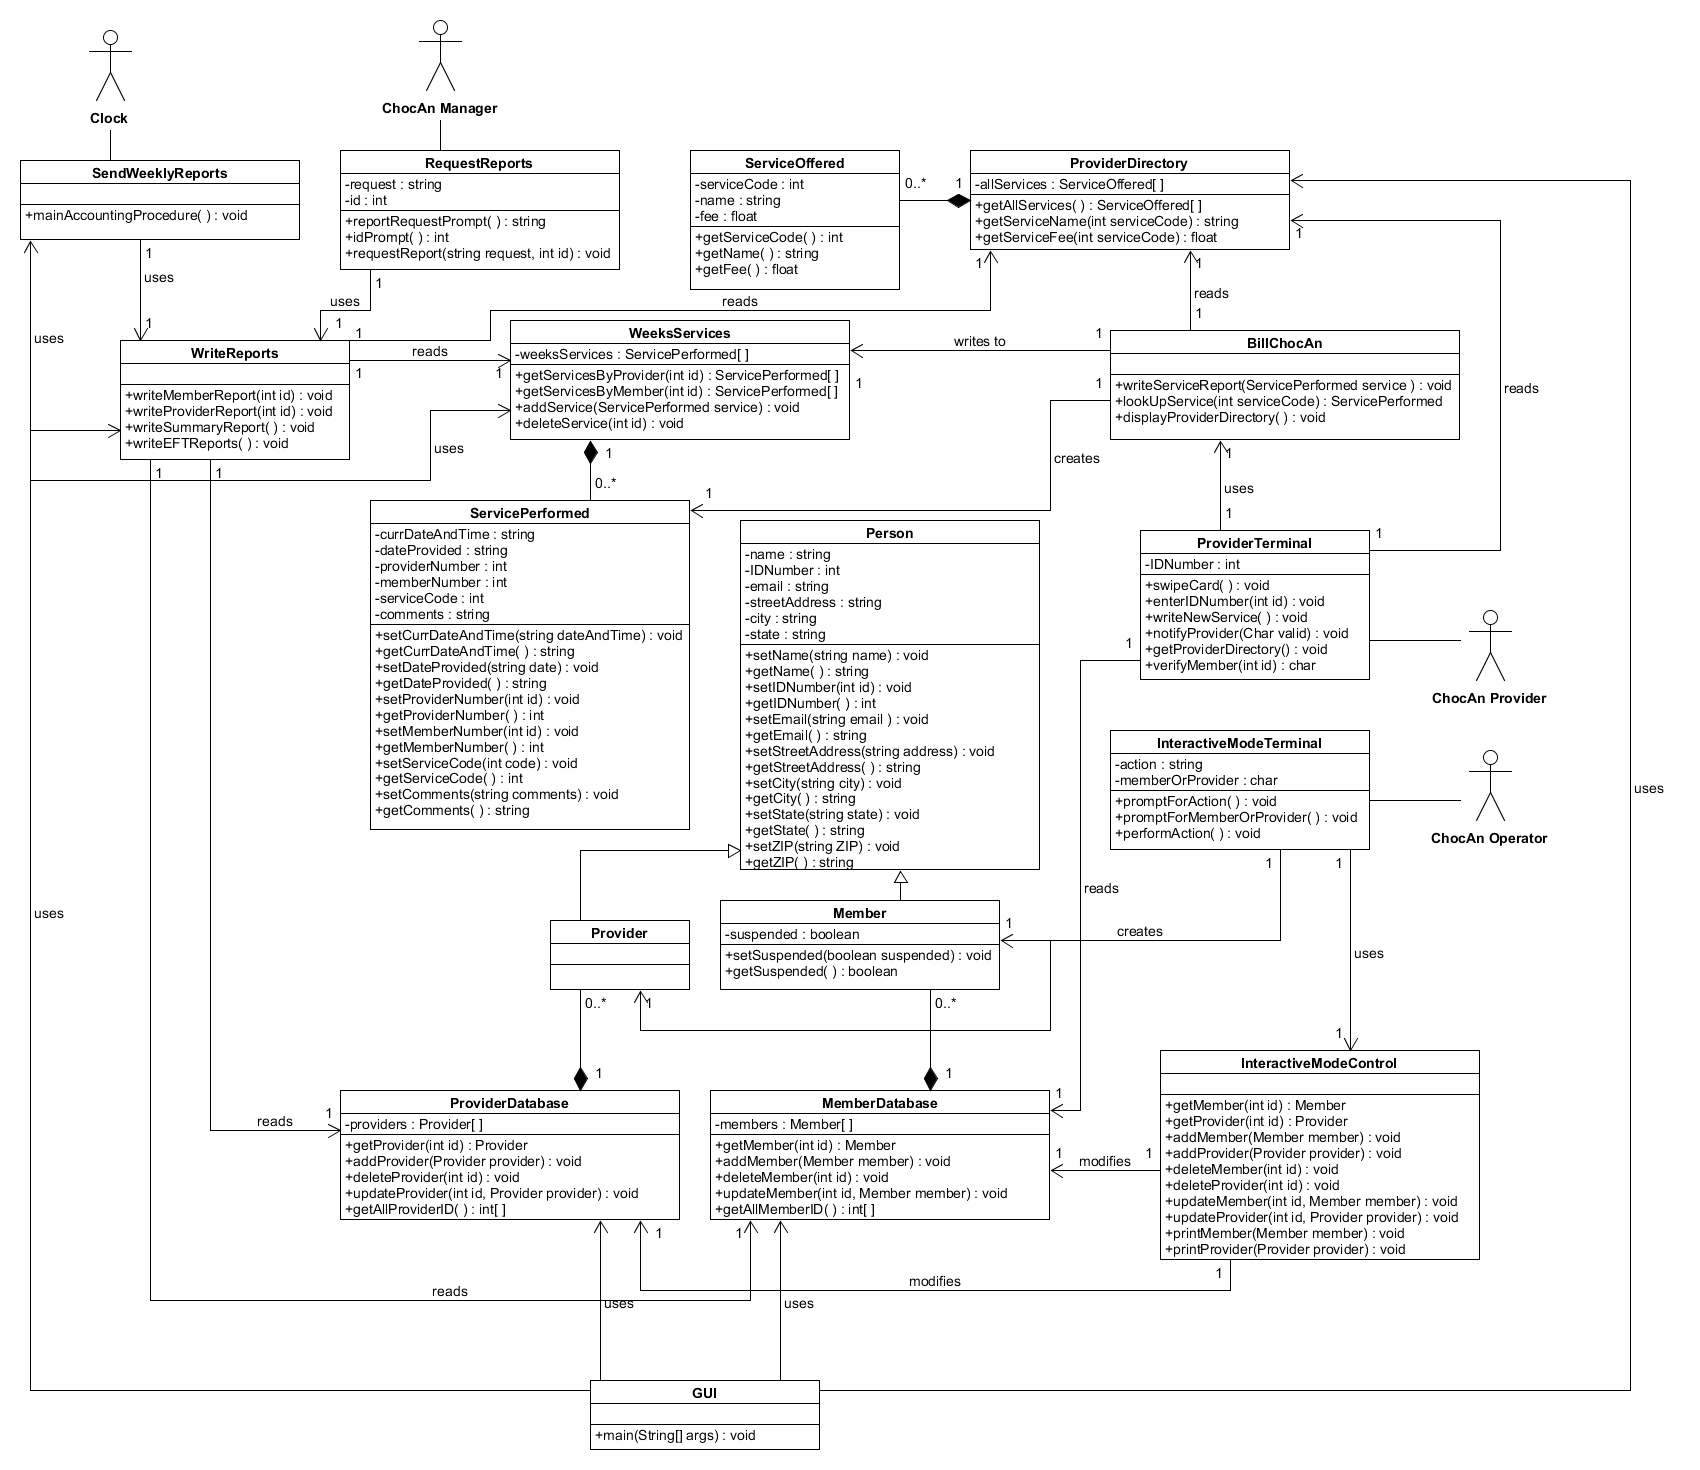 Clock
ChocAn Manager
SendWeeklyReports
+mainAccountingProcedure( ) : void
RequestReports
-request : string
-id : int
+reportRequestPrompt( ) : string
+idPrompt( ) : int
+requestReport(string request, int id) : void
ServiceOffered
-serviceCode : int
-name : string
-fee : float
+getServiceCode( ) : int
+getName( ) : string
+getFee( ) : float
0..*
1
ProviderDirectory
-allServices : ServiceOffered[ ]
+getAllServices( ) : ServiceOffered[ ]
+getServiceName(int serviceCode) : string
+getServiceFee(int serviceCode) : float
1
1
uses
1
1
uses
1
1
reads
1
1
reads
1
uses
WriteReports
+writeMemberReport(int id) : void
+writeProviderReport(int id) : void
+writeSummaryReport( ) : void
+writeEFTReports( ) : void
reads
1
1
WeeksServices
-weeksServices : ServicePerformed[ ]
+getServicesByProvider(int id) : ServicePerformed[ ]
+getServicesByMember(int id) : ServicePerformed[ ]
+addService(ServicePerformed service) : void
+deleteService(int id) : void
writes to
1
1
1
BillChocAn
+writeServiceReport(ServicePerformed service ) : void
+lookUpService(int serviceCode) : ServicePerformed
+displayProviderDirectory( ) : void
reads
uses
1
1
1
0..*
creates
1
1
uses
1
ServicePerformed
-currDateAndTime : string
-dateProvided : string
-providerNumber : int
-memberNumber : int
-serviceCode : int
-comments : string
+setCurrDateAndTime(string dateAndTime) : void
+getCurrDateAndTime( ) : string
+setDateProvided(string date) : void
+getDateProvided( ) : string
+setProviderNumber(int id) : void
+getProviderNumber( ) : int
+setMemberNumber(int id) : void
+getMemberNumber( ) : int
+setServiceCode(int code) : void
+getServiceCode( ) : int
+setComments(string comments) : void
+getComments( ) : string
Person
-name : string
-IDNumber : int
-email : string
-streetAddress : string
-city : string
-state : string
+setName(string name) : void
+getName( ) : string
+setIDNumber(int id) : void
+getIDNumber( ) : int
+setEmail(string email ) : void
+getEmail( ) : string
+setStreetAddress(string address) : void
+getStreetAddress( ) : string
+setCity(string city) : void
+getCity( ) : string
+setState(string state) : void
+getState( ) : string
+setZIP(string ZIP) : void
+getZIP( ) : string
ProviderTerminal
-IDNumber : int
+swipeCard( ) : void
+enterIDNumber(int id) : void
+writeNewService( ) : void
+notifyProvider(Char valid) : void
+getProviderDirectory() : void
+verifyMember(int id) : char
1
1
ChocAn Provider
InteractiveModeTerminal
-action : string
-memberOrProvider : char
+promptForAction( ) : void
+promptForMemberOrProvider( ) : void
+performAction( ) : void
ChocAn Operator
uses
1
1
reads
uses
Provider
Member
-suspended : boolean
+setSuspended(boolean suspended) : void
+getSuspended( ) : boolean
1
creates
uses
0..*
1
0..*
1
1
1
ProviderDatabase
-providers : Provider[ ]
+getProvider(int id) : Provider
+addProvider(Provider provider) : void
+deleteProvider(int id) : void
+updateProvider(int id, Provider provider) : void
+getAllProviderID( ) : int[ ]
reads
1
MemberDatabase
-members : Member[ ]
+getMember(int id) : Member
+addMember(Member member) : void
+deleteMember(int id) : void
+updateMember(int id, Member member) : void
+getAllMemberID( ) : int[ ]
1
1
modifies
1
InteractiveModeControl
+getMember(int id) : Member
+getProvider(int id) : Provider
+addMember(Member member) : void
+addProvider(Provider provider) : void
+deleteMember(int id) : void
+deleteProvider(int id) : void
+updateMember(int id, Member member) : void
+updateProvider(int id, Provider provider) : void
+printMember(Member member) : void
+printProvider(Provider provider) : void
1
1
1
modifies
reads
uses
uses
GUI
+main(String[] args) : void